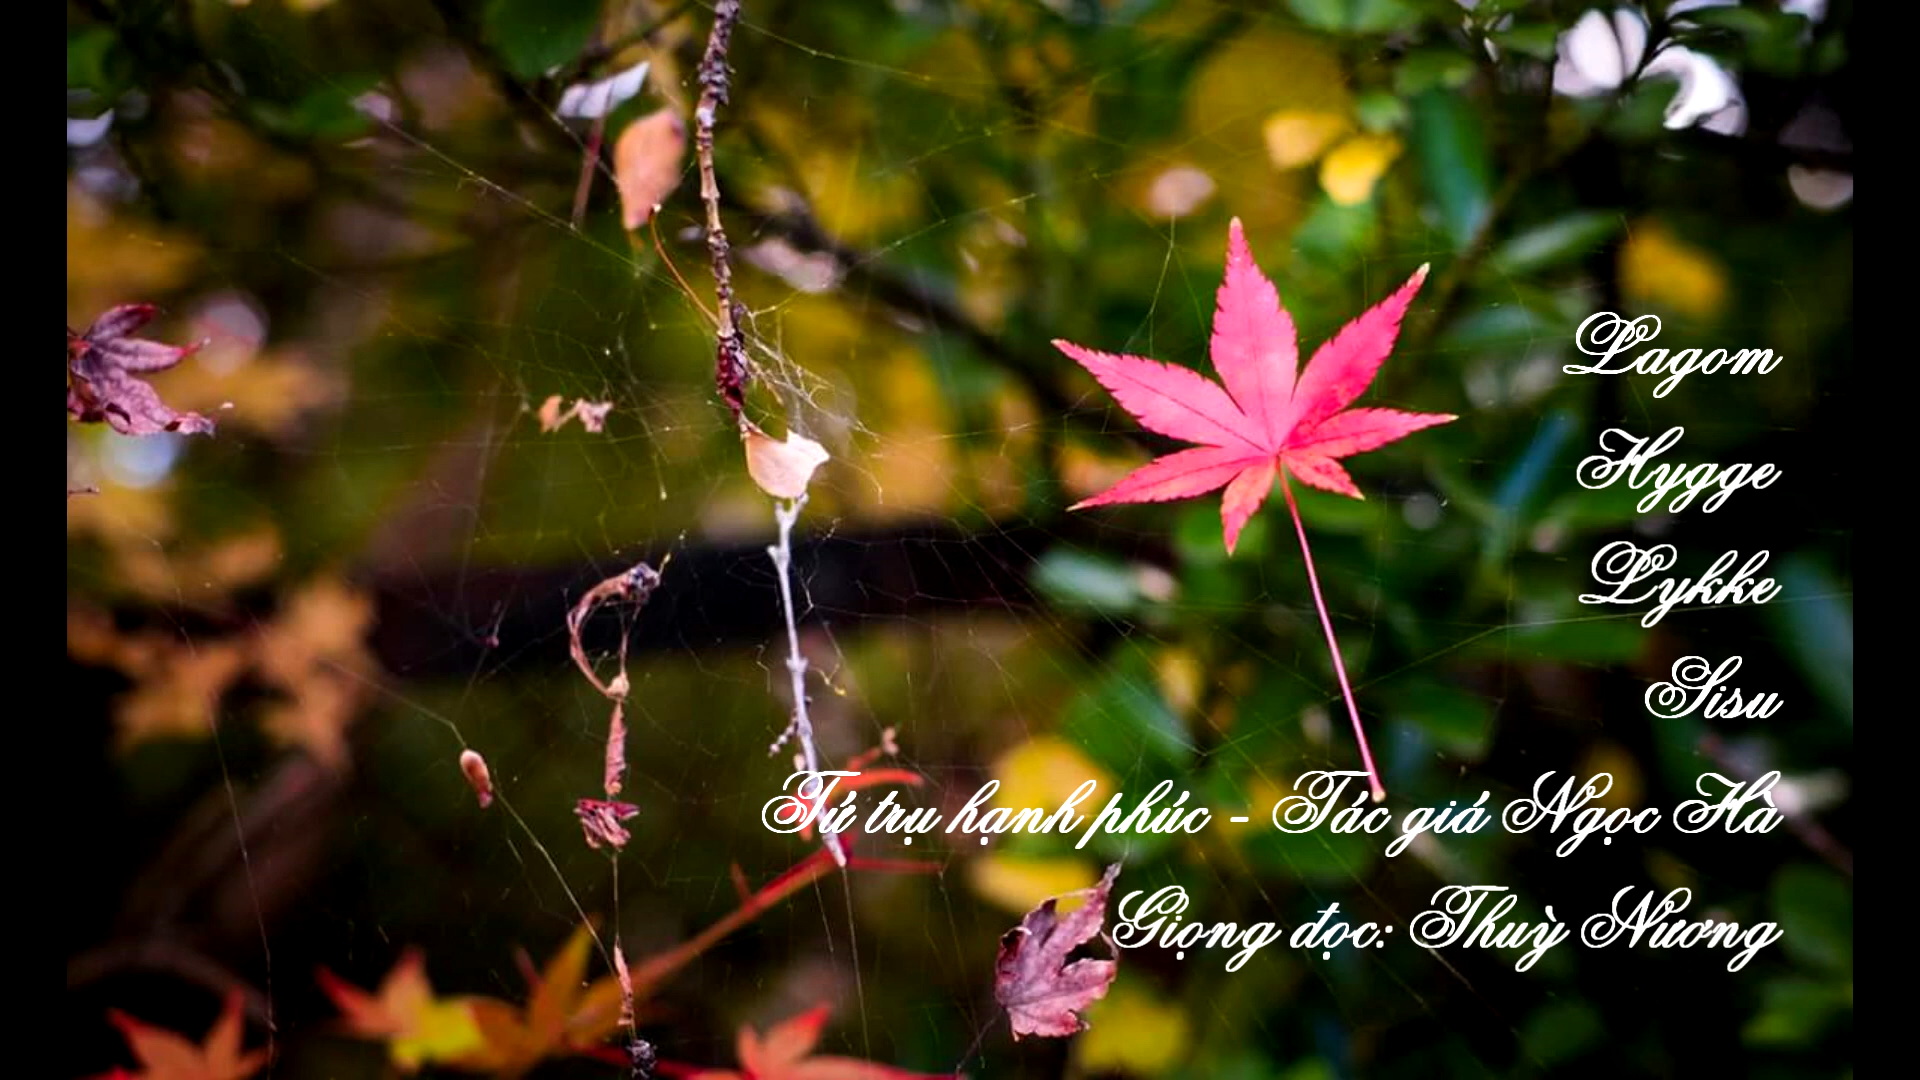 Lagom
Hygge
Lykke
Sisu
Tứ trụ hạnh phúc - Tác giả Ngọc Hà
Giọng đọc: Thuỳ Nương